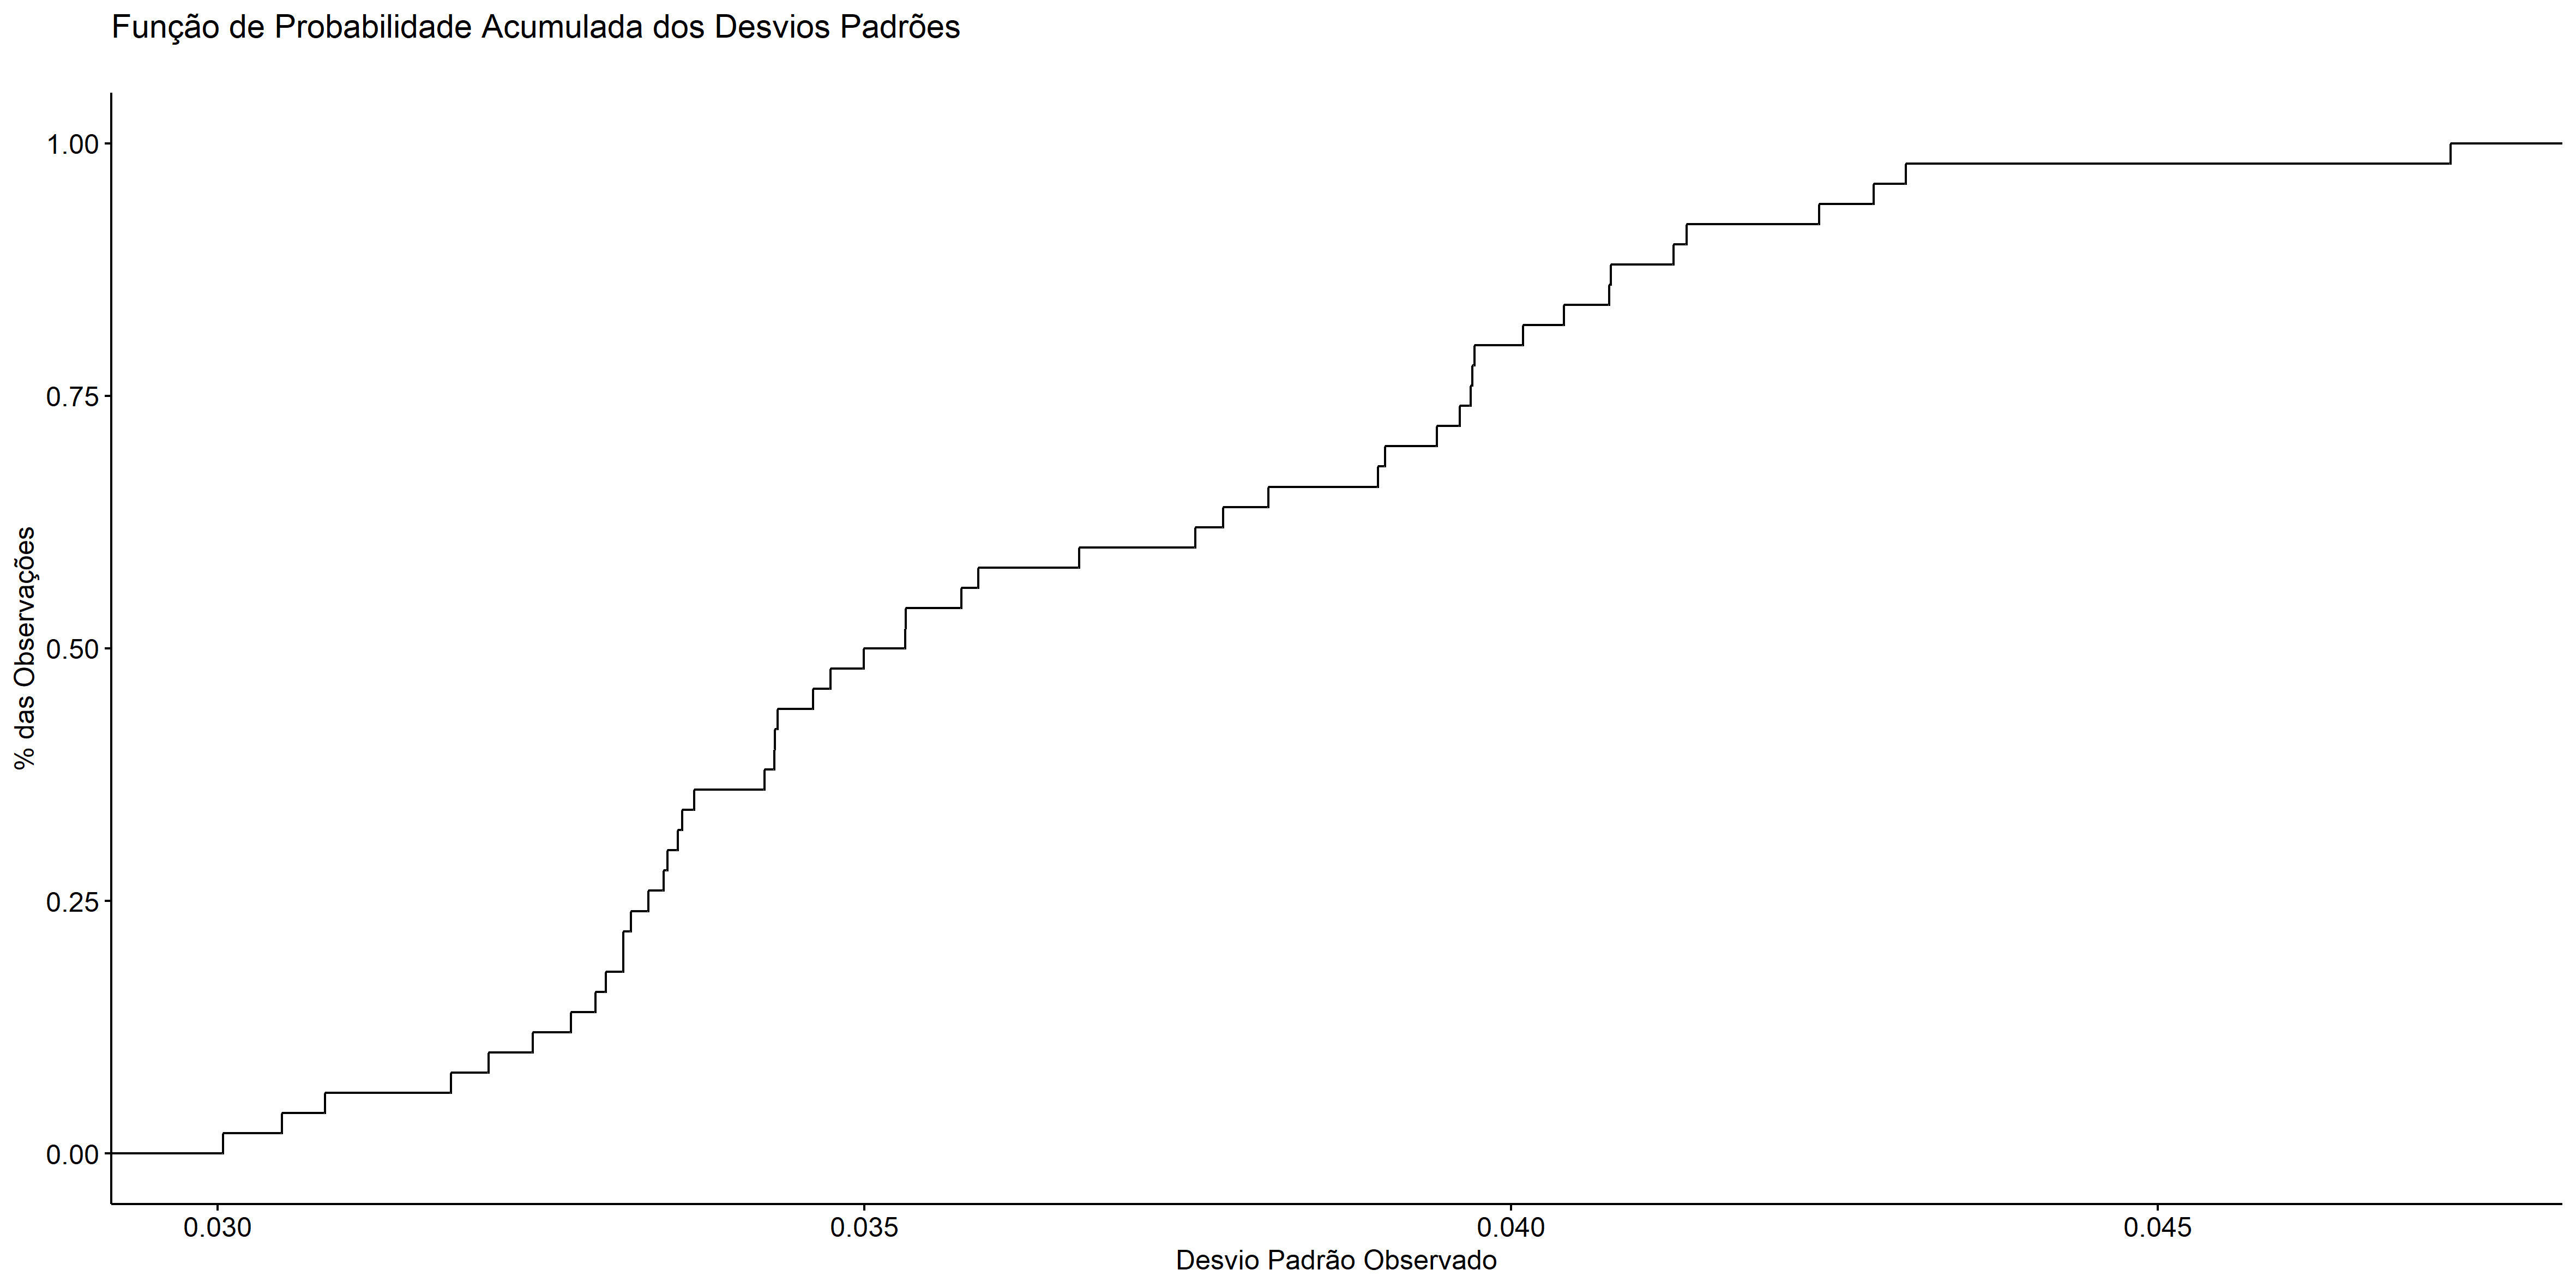 Função de Probabilidade Acumulada dos Desvios Padrões
1.00
0.75
0.50
0.25
0.00
% das Observações
0.030 0.035 0.040 0.045
Desvio Padrão Observado